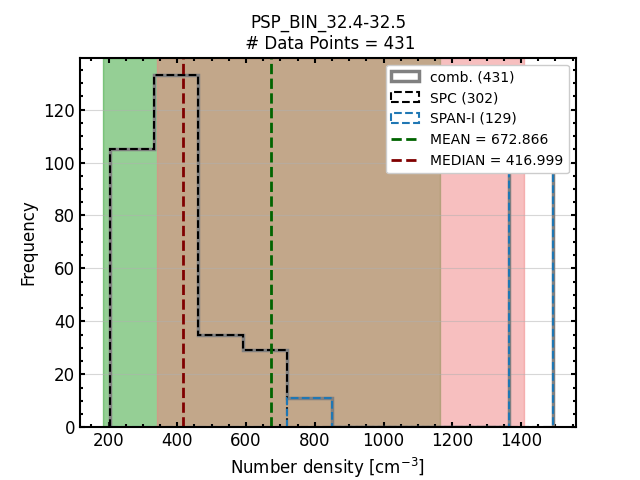 PSP_BIN_32.4-32.5
# Data Points = 431
comb. (431)
SPC (302)
SPAN-I (129)
MEAN = 672.866
MEDIAN = 416.999
Frequency
120
100
80
60
40
20
0
200 400 600 800 1000 1200 1400
Number density [cm⁻³]